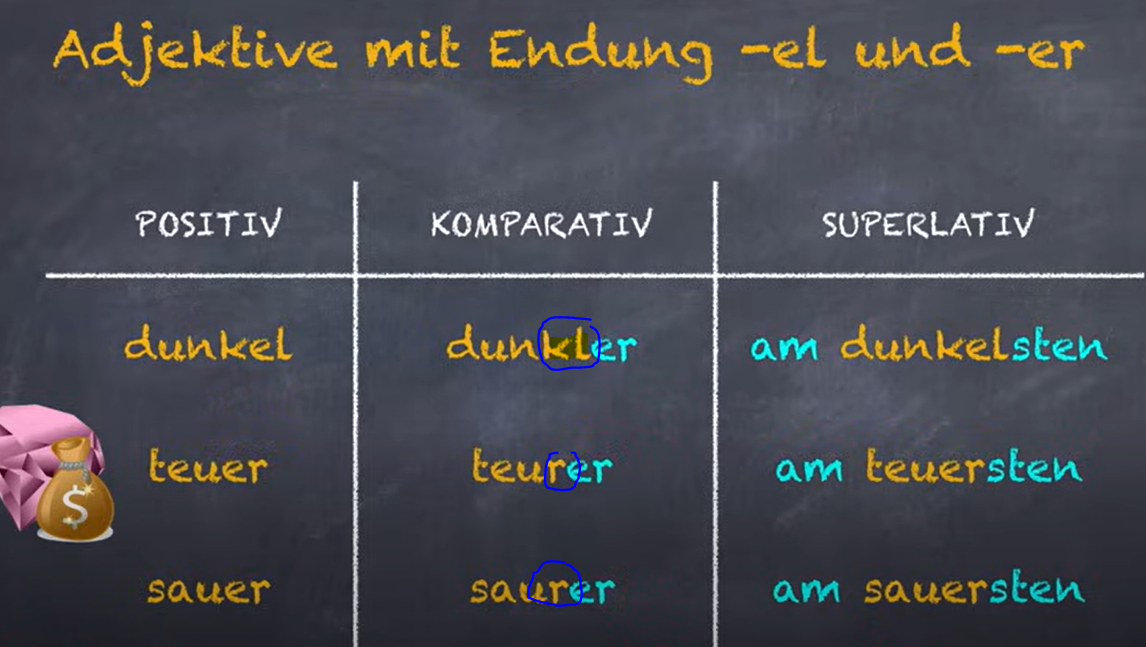 Adjektive mit Endung -el und -er
POSITIV KOMPARATIV SUPERLATIV
dunkel dunkler am dunkelsten
teuer teurer am teuersten
$
sauer saurer am sauersten